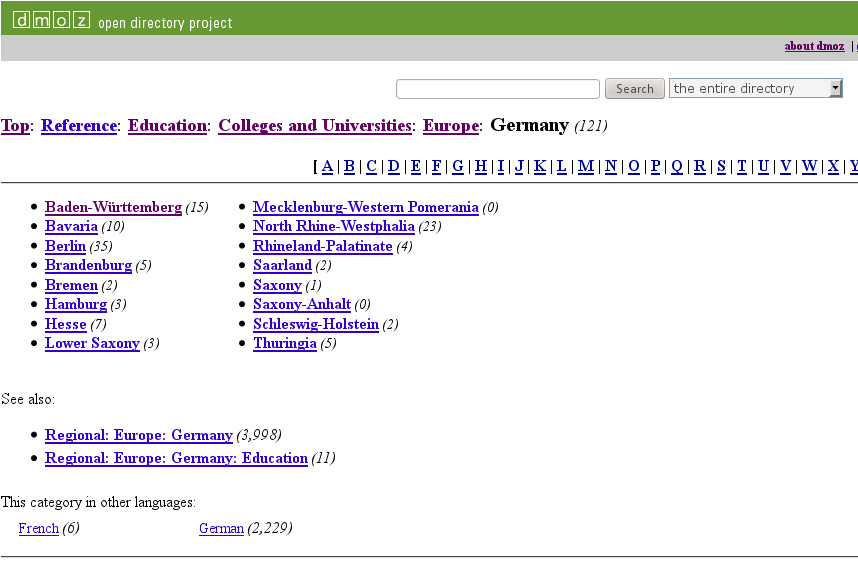 dmoz open directory project
about dmoz |
Search the entire directory
Top: Reference: Education: Colleges and Universities: Europe: Germany (121)
[ A | B | C | D | E | F | G | H | I | J | K | L | M | N | O | P | Q | R | S | T | U | V | W | X | Y
Baden-Württemberg (15)
Bavaria (10)
Berlin (35)
Brandenburg (5)
Bremen (2)
Hamburg (3)
Hesse (7)
Lower Saxony (3)
Mecklenburg-Western Pomerania (0)
North Rhine-Westphalia (23)
Rhineland-Palatinate (4)
Saarland (2)
Saxony (1)
Saxony-Anhalt (0)
Schleswig-Holstein (2)
Thuringia (5)
See also:
Regional: Europe: Germany (3,998)
Regional: Europe: Germany: Education (11)
This category in other languages:
French (6) German (2,229)